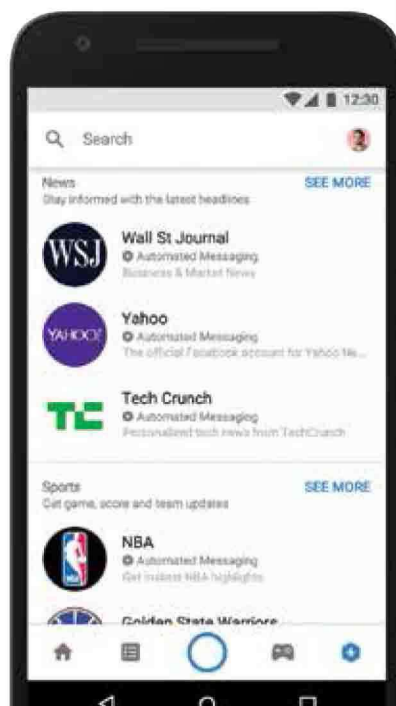 12:30
Search
News
SEE MORE
Stay informed with the latest headlines
WSJ
Wall St Journal
Automated Messaging
Business & Market News
YAHOO!
Yahoo
Automated Messaging
The official Facebook account for Yahoo Ne...
TC
Tech Crunch
Automated Messaging
Personalized tech news from TechCrunch
Sports
SEE MORE
Get game, score and team updates
NBA
NBA
Automated Messaging
Get instant NBA highlights
Golden State Warriors